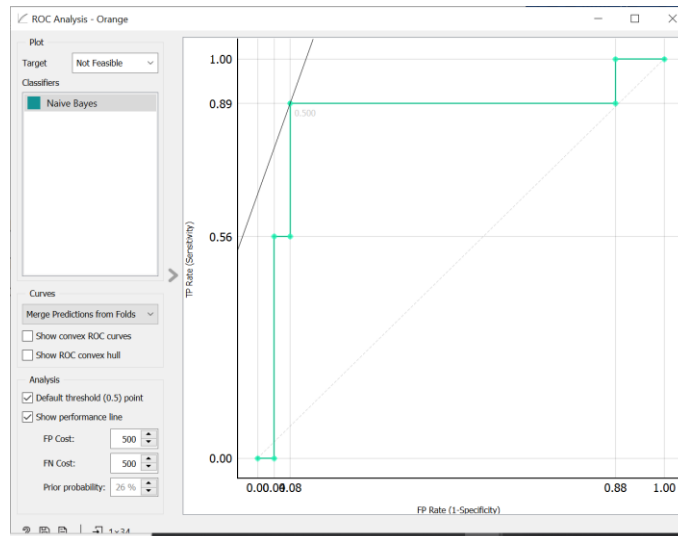 ROC Analysis - Orange
Plot
Target Not Feasible
Classifiers
Naive Bayes
Curves
Merge Predictions from Folds
Show convex ROC curves
Show ROC convex hull
Analysis
Default threshold (0.5) point
Show performance line
FP Cost: 500
FN Cost: 500
Prior probability: 26 %
1.00
0.89
0.56
0.00
TP Rate (Sensitivity)
0.500
0.88 1.00
FP Rate (1-Specificity)